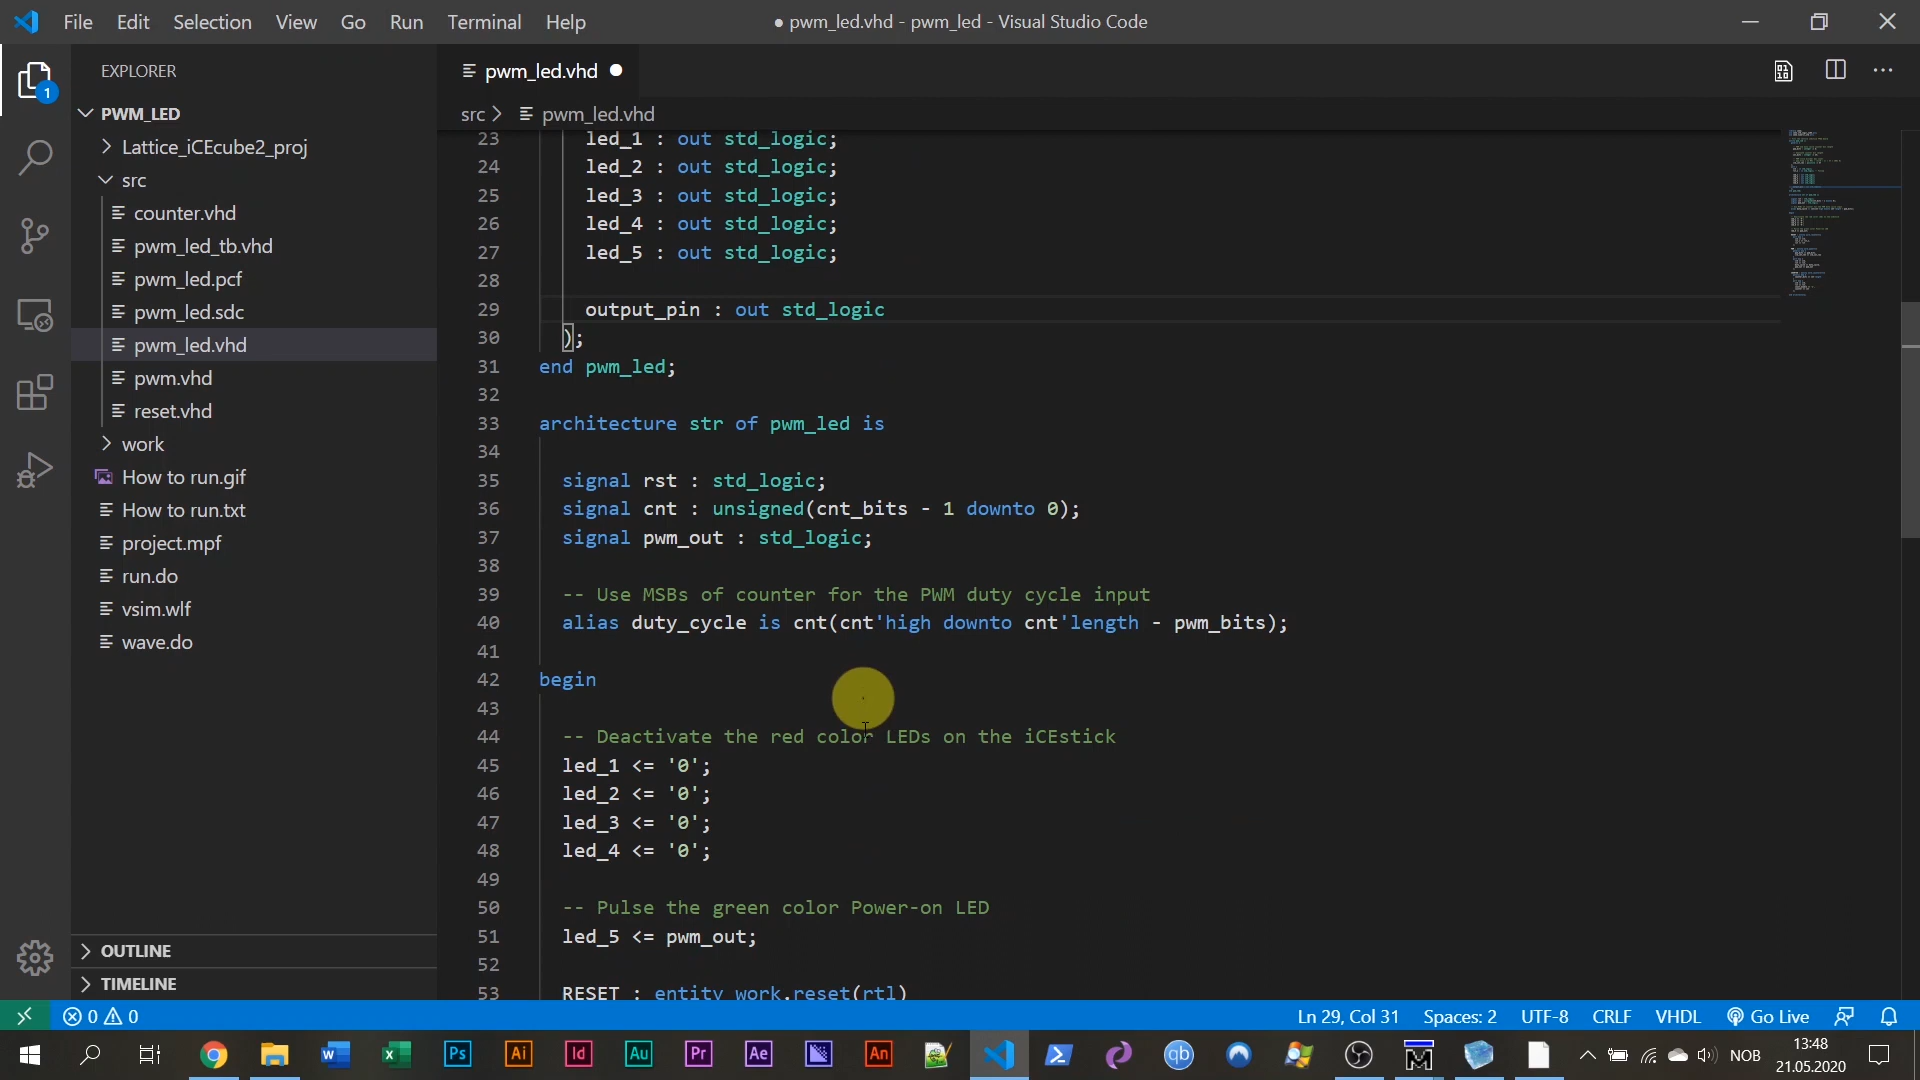 File Edit Selection View Go Run Terminal Help
● pwm_led.vhd - pwm_led - Visual Studio Code
1
EXPLORER
PWM_LED
Lattice_iCEcube2_proj
src
counter.vhd
pwm_led_tb.vhd
pwm_led.pcf
pwm_led.sdc
pwm_led.vhd
pwm.vhd
reset.vhd
work
How to run.gif
How to run.txt
project.mpf
run.do
vsim.wlf
wave.do
OUTLINE
TIMELINE
pwm_led.vhd
src > pwm_led.vhd
23 led_1 : out std_logic;
24 led_2 : out std_logic;
25 led_3 : out std_logic;
26 led_4 : out std_logic;
27 led_5 : out std_logic;
28
29 output_pin : out std_logic
30 );
31 end pwm_led;
32
33 architecture str of pwm_led is
34
35 signal rst : std_logic;
36 signal cnt : unsigned(cnt_bits - 1 downto 0);
37 signal pwm_out : std_logic;
38
39 -- Use MSBs of counter for the PWM duty cycle input
40 alias duty_cycle is cnt(cnt'high downto cnt'length - pwm_bits);
41
42 begin
43
44 -- Deactivate the red color LEDs on the iCEstick
45 led_1 <= '0';
46 led_2 <= '0';
47 led_3 <= '0';
48 led_4 <= '0';
49
50 -- Pulse the green color Power-on LED
51 led_5 <= pwm_out;
52
53 RESET : entity work.reset(rtl)
0 0
Ln 29, Col 31 Spaces: 2 UTF-8 CRLF VHDL Go Live
Ps Ai Id Au Pr Ae An qb M
NOB
13:48
21.05.2020